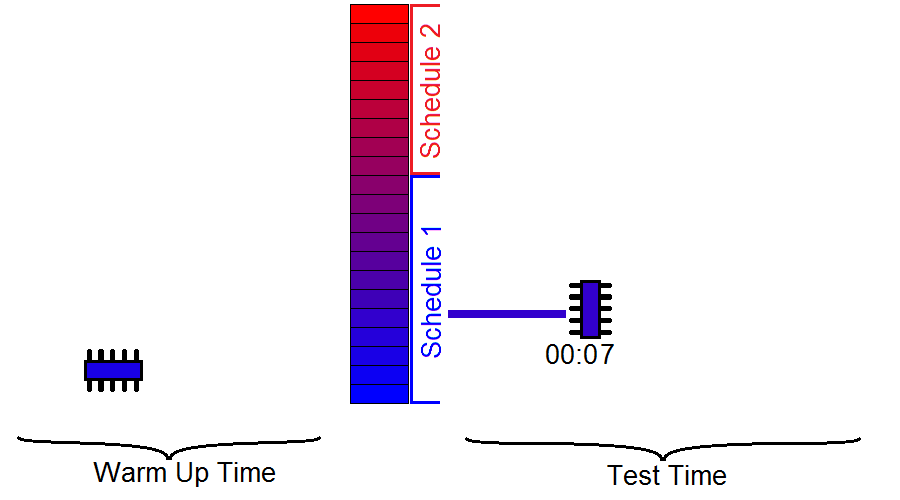 Schedule 2
Schedule 1
00:07
Warm Up Time
Test Time